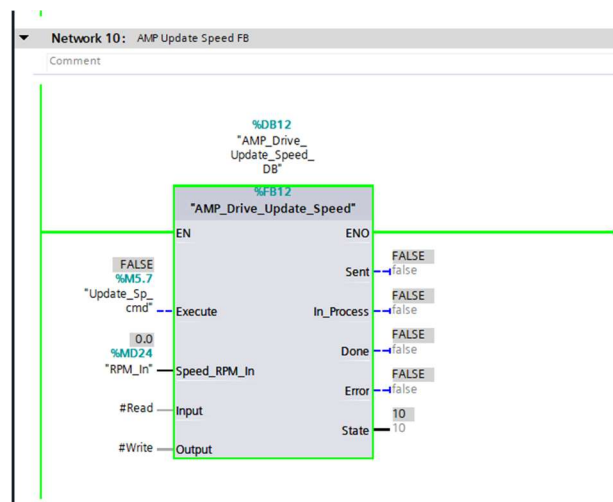 Network 10: AMP Update Speed FB
Comment
%DB12
"AMP_Drive_
Update_Speed_
DB"
%FB12
"AMP_Drive_Update_Speed"
EN ENO
FALSE
%M5.7
"Update_Sp_
cmd" Execute
0.0
%MD24
"RPM_In" Speed_RPM_In
#Read Input
#Write Output
FALSE
Sent false
FALSE
In_Process false
FALSE
Done false
FALSE
Error false
10
State 10